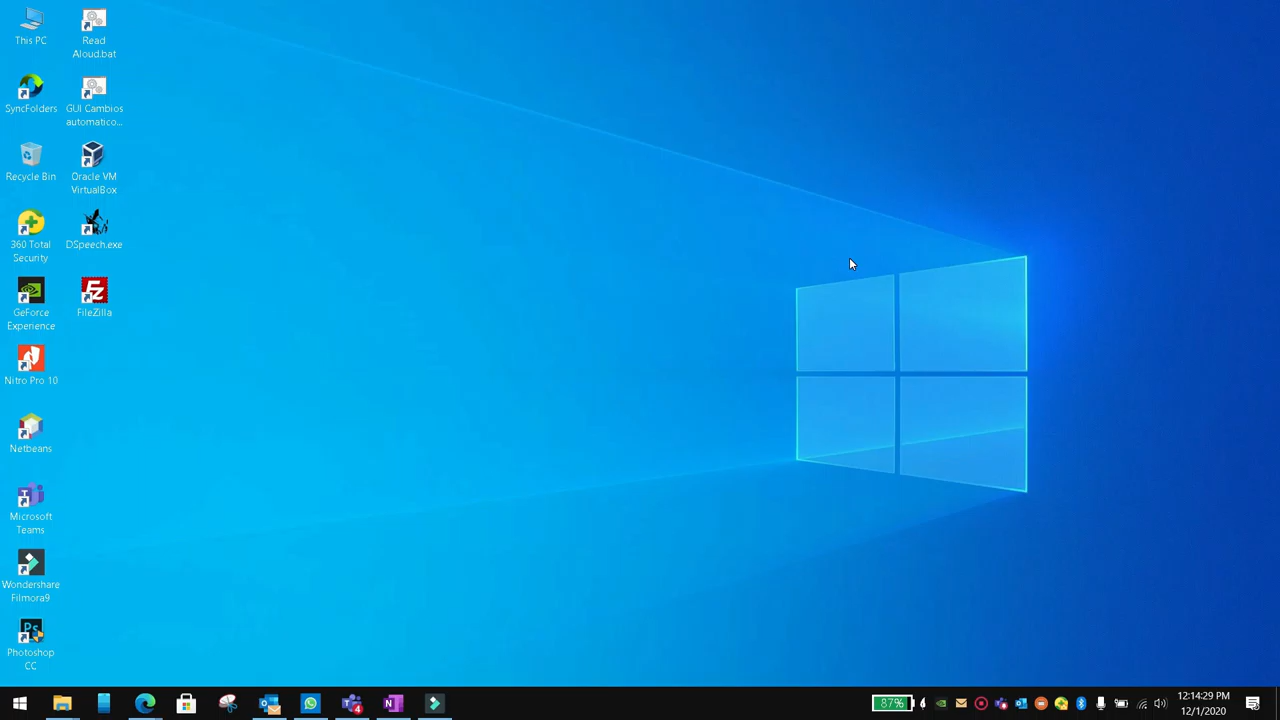 This PC
Read
Aloud.bat
SyncFolders
GUI Cambios
automatico...
Recycle Bin
Oracle VM
VirtualBox
360 Total
Security
DSpeech.exe
GeForce
Experience
FileZilla
Nitro Pro 10
Netbeans
Microsoft
Teams
Wondershare
Filmora9
Ps
Photoshop
CC
4
N
87%
12:14:29 PM
12/1/2020